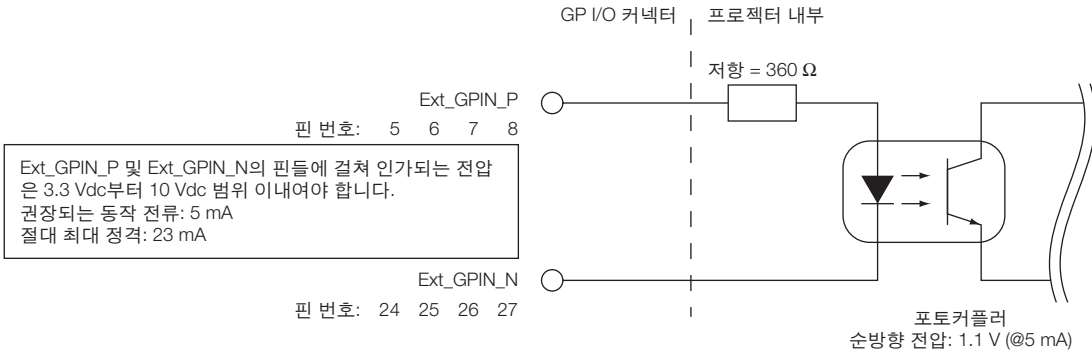 GP I/O 커넥터
프로젝터 내부
저항 = 360 Ω
Ext_GPIN_P
핀 번호: 5 6 7 8
Ext_GPIN_P 및 Ext_GPIN_N의 핀들에 걸쳐 인가되는 전압
은 3.3 Vdc부터 10 Vdc 범위 이내여야 합니다.
권장되는 동작 전류: 5 mA
절대 최대 정격: 23 mA
Ext_GPIN_N
핀 번호: 24 25 26 27
포토커플러
순방향 전압: 1.1 V (@5 mA)